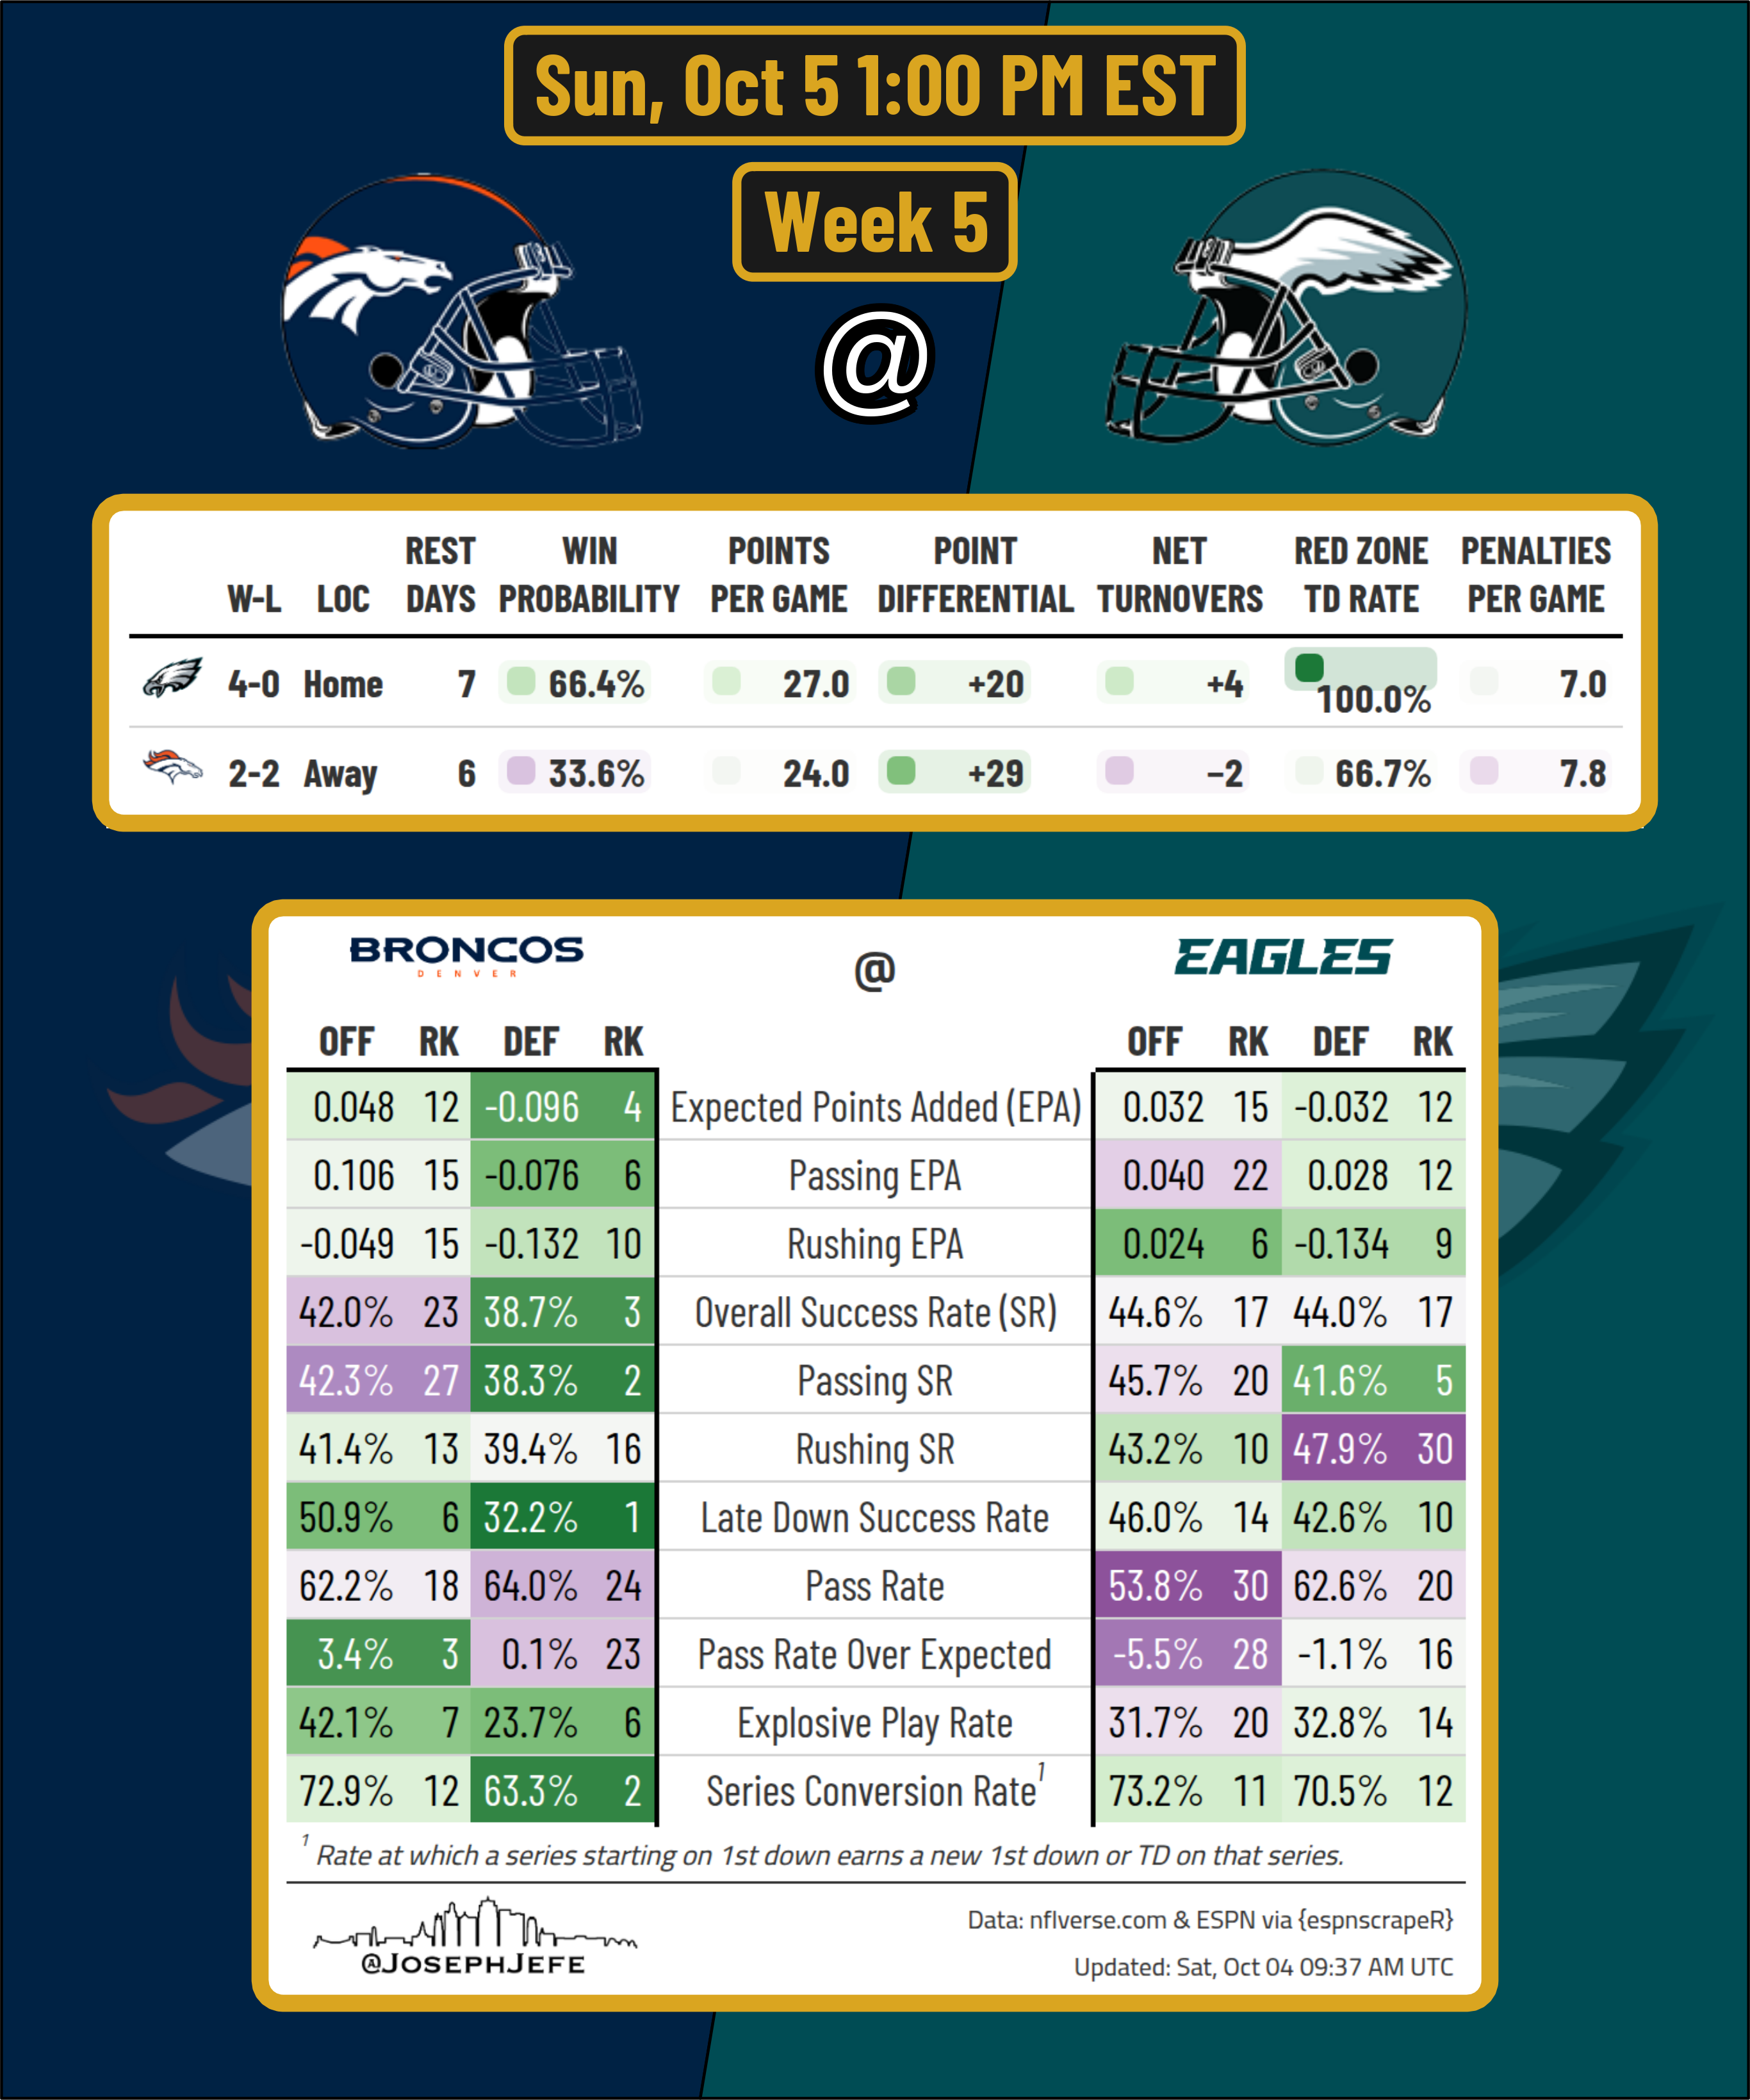 Sun, Oct 5 1:00 PM EST
Week 5
@
W-L LOC REST DAYS WIN PROBABILITY POINTS PER GAME POINT DIFFERENTIAL NET TURNOVERS RED ZONE TD RATE PENALTIES PER GAME
4-0 Home 7 66.4% 27.0 +20 +4 100.0% 7.0
2-2 Away 6 33.6% 24.0 +29 −2 66.7% 7.8
BRONCOS @ EAGLES
DENVER
OFF RK DEF RK OFF RK DEF RK
0.048 12 -0.096 4 Expected Points Added (EPA) 0.032 15 -0.032 12
0.106 15 -0.076 6 Passing EPA 0.040 22 0.028 12
-0.049 15 -0.132 10 Rushing EPA 0.024 6 -0.134 9
42.0% 23 38.7% 3 Overall Success Rate (SR) 44.6% 17 44.0% 17
42.3% 27 38.3% 2 Passing SR 45.7% 20 41.6% 5
41.4% 13 39.4% 16 Rushing SR 43.2% 10 47.9% 30
50.9% 6 32.2% 1 Late Down Success Rate 46.0% 14 42.6% 10
62.2% 18 64.0% 24 Pass Rate 53.8% 30 62.6% 20
3.4% 3 0.1% 23 Pass Rate Over Expected -5.5% 28 -1.1% 16
42.1% 7 23.7% 6 Explosive Play Rate 31.7% 20 32.8% 14
72.9% 12 63.3% 2 Series Conversion Rate1 73.2% 11 70.5% 12
1 Rate at which a series starting on 1st down earns a new 1st down or TD on that series.
@JOSEPHJEFE
Data: nflverse.com & ESPN via {espnscrapeR}
Updated: Sat, Oct 04 09:37 AM UTC